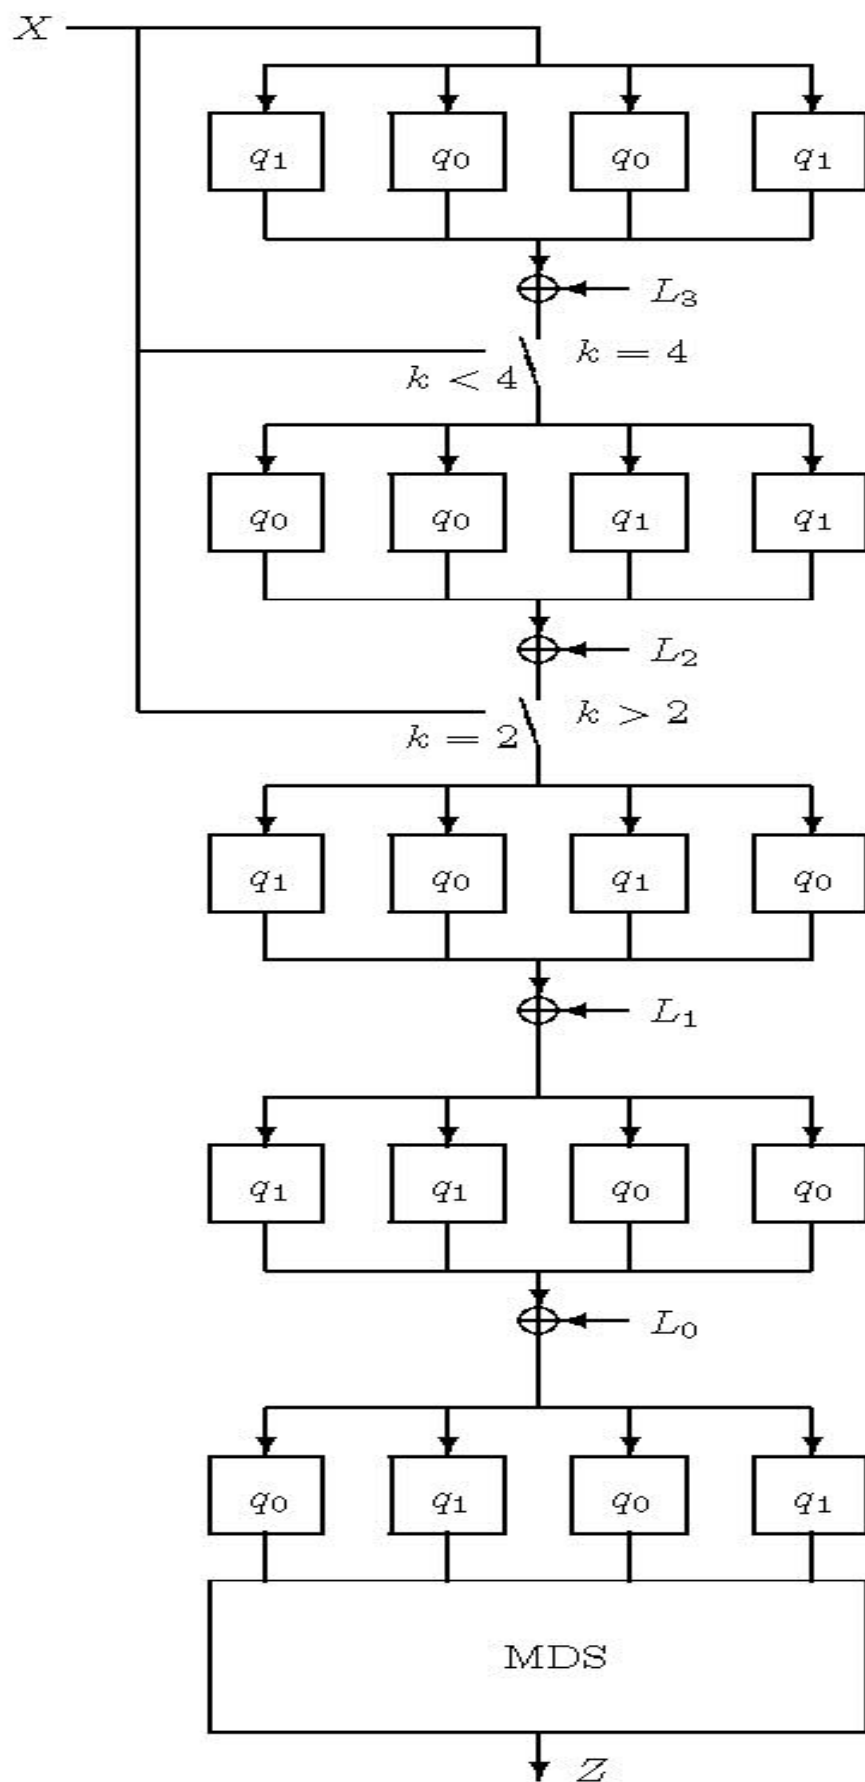 X
q₁ q₀ q₀ q₁
L₃
k = 4
k < 4
q₀ q₀ q₁ q₁
L₂
k > 2
k = 2
q₁ q₀ q₁ q₀
L₁
q₁ q₁ q₀ q₀
L₀
q₀ q₁ q₀ q₁
MDS
Z